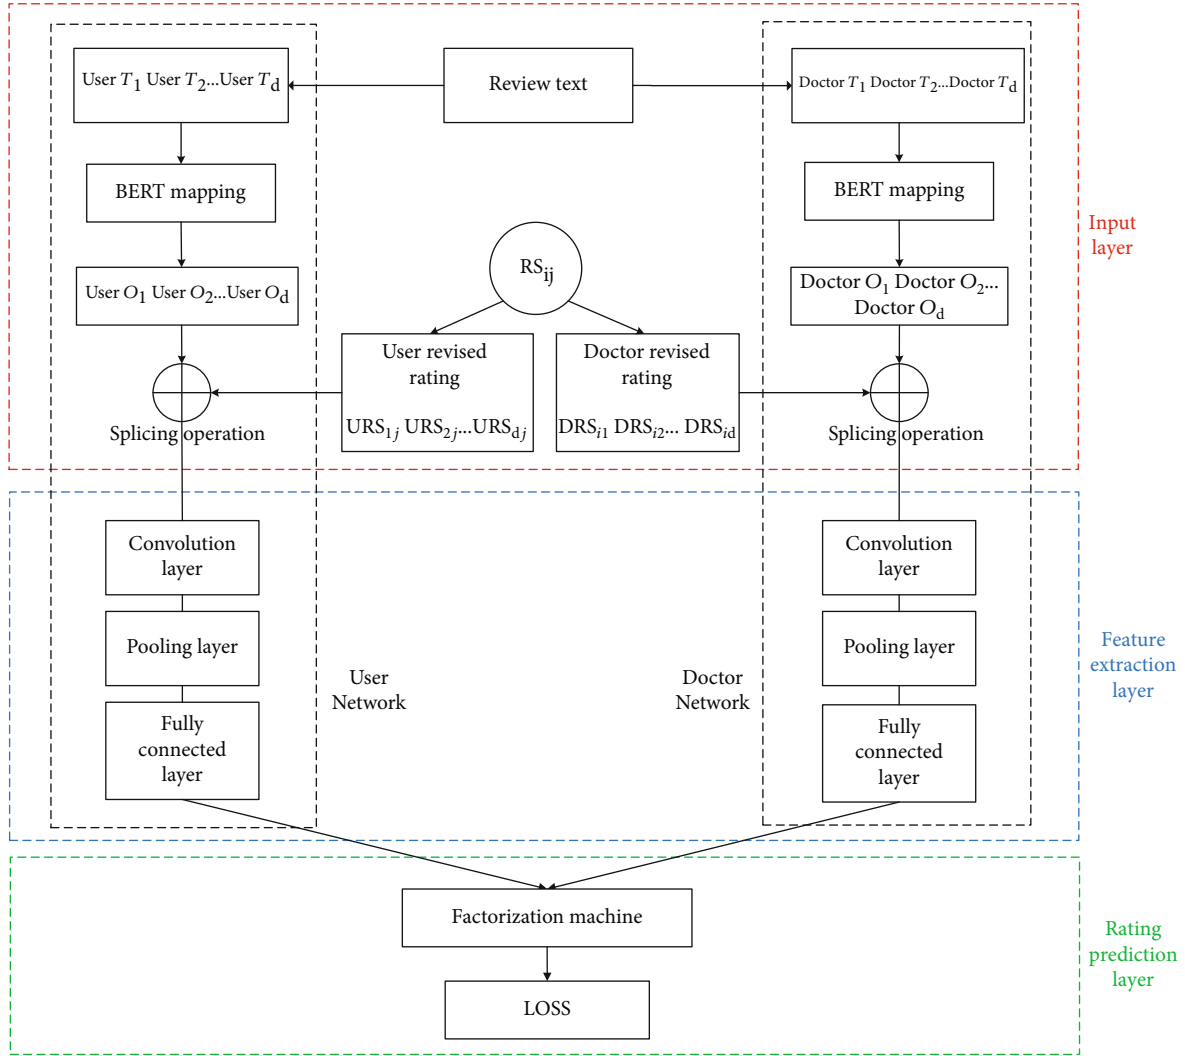 User T1 User T2...User Td
Review text
Doctor T1 Doctor T2...Doctor Td
BERT mapping
BERT mapping
Input
layer
RSij
User O1 User O2...User Od
Doctor O1 Doctor O2...
Doctor Od
User revised
rating
URS1j URS2j...URSdj
Doctor revised
rating
DRSi1 DRSi2... DRSid
Splicing operation
Splicing operation
Convolution
layer
Convolution
layer
Pooling layer
Pooling layer
Feature
extraction
layer
User
Network
Doctor
Network
Fully
connected
layer
Fully
connected
layer
Factorization machine
Rating
prediction
layer
LOSS